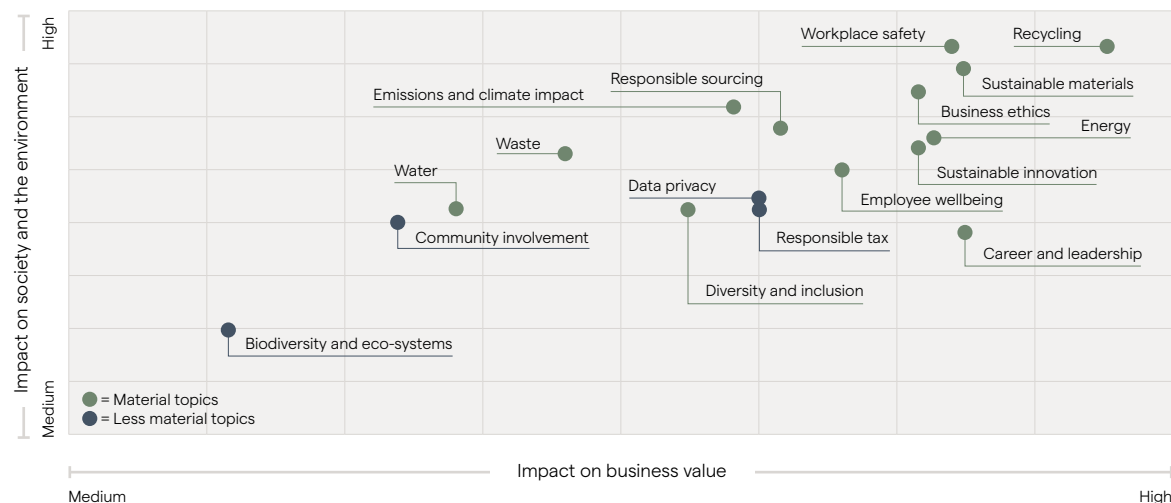 High
Impact on society and the environment
Medium
Workplace safety
Recycling
Responsible sourcing
Sustainable materials
Emissions and climate impact
Business ethics
Energy
Waste
Water
Sustainable innovation
Data privacy
Employee wellbeing
Community involvement
Responsible tax
Career and leadership
Diversity and inclusion
Biodiversity and eco-systems
= Material topics
= Less material topics
Impact on business value
Medium
High